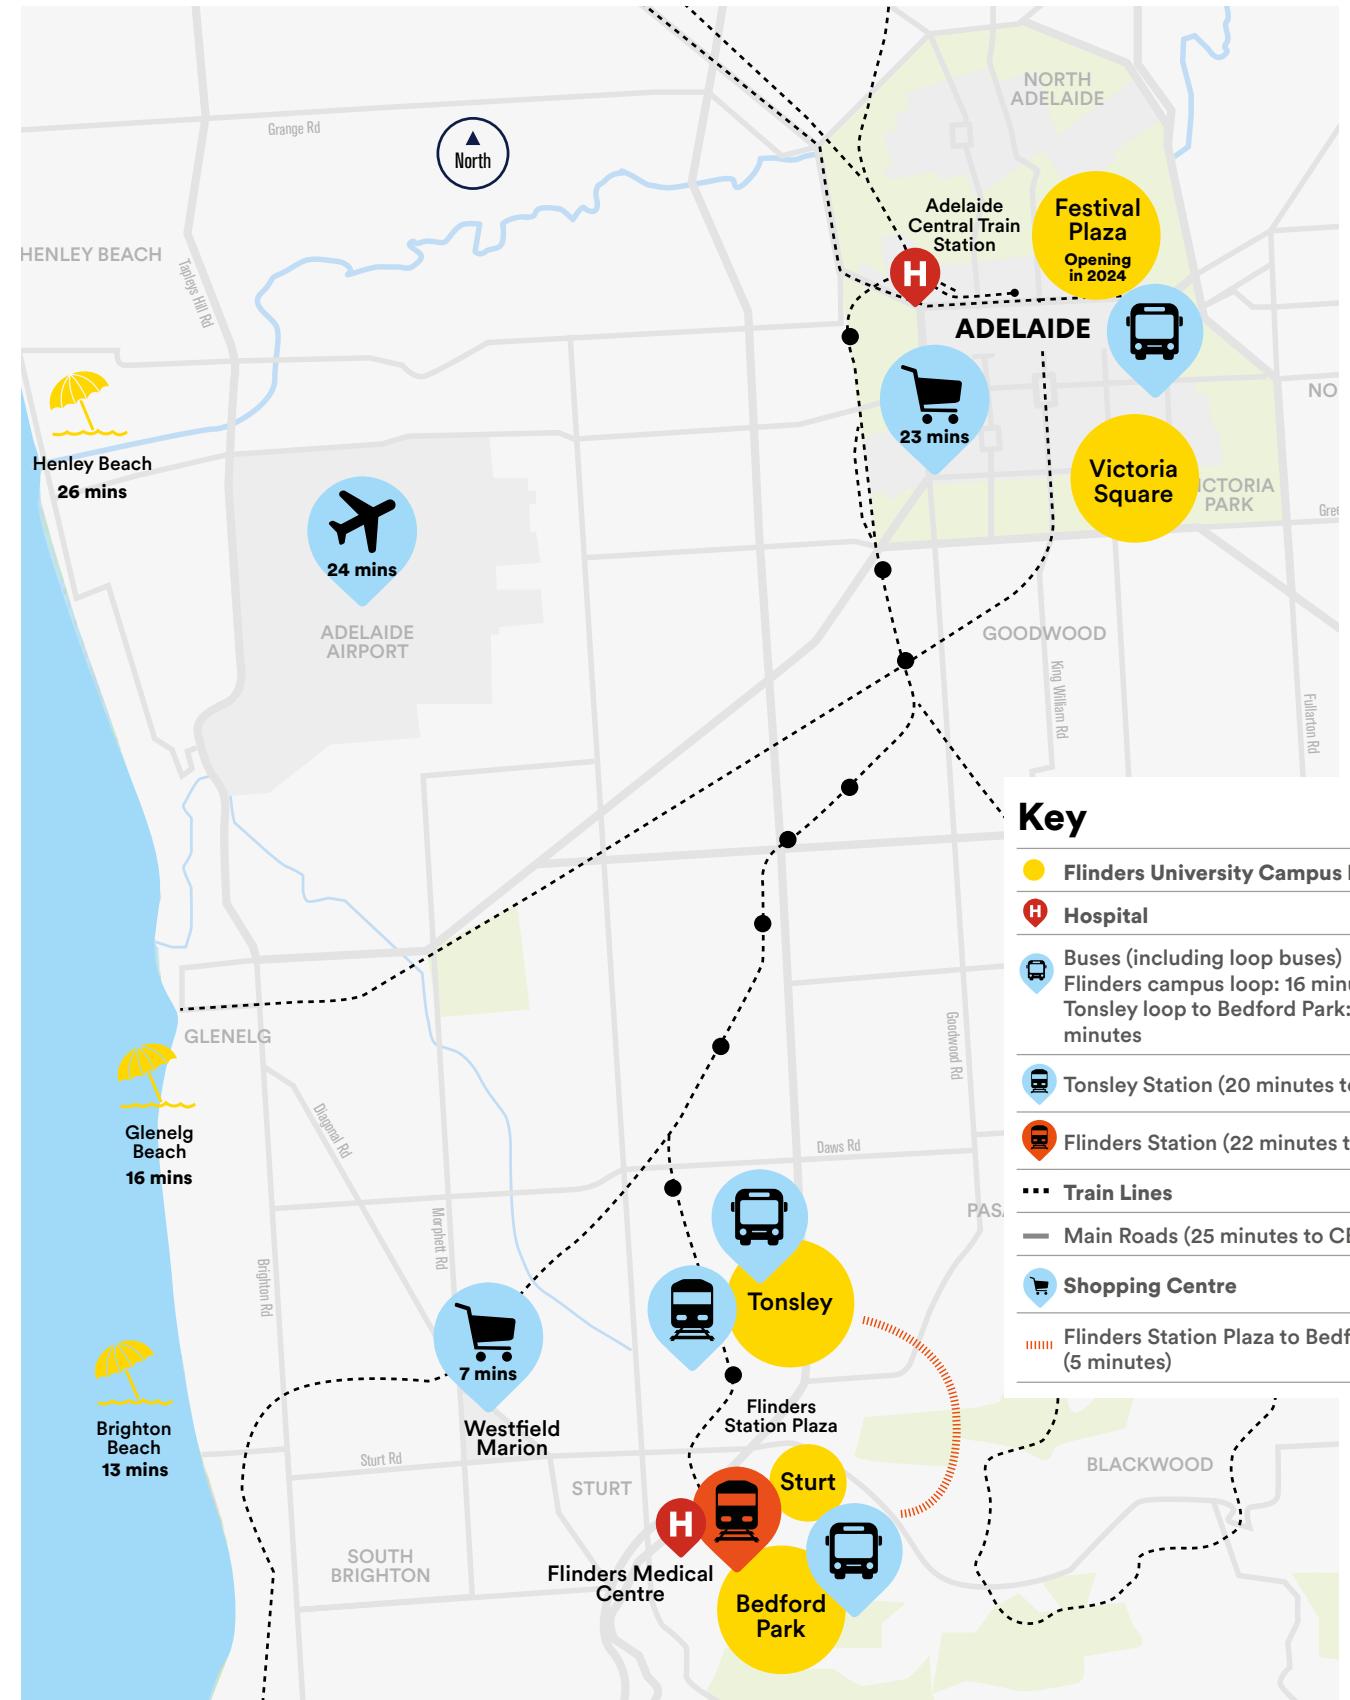 NORTH
ADELAIDE
Grange Rd
North
Adelaide
Central Train
Station
Festival
Plaza
Opening
in 2024
HENLEY BEACH
Tapleys Hill Rd
H
ADELAIDE
NO
23 mins
Henley Beach
26 mins
Victoria
Square
ICTORIA
PARK
Gree
24 mins
ADELAIDE
AIRPORT
GOODWOOD
King William Rd
Fullarton Rd
Key
Flinders University Campus
H Hospital
Buses (including loop buses)
Flinders campus loop: 16 minu
Tonsley loop to Bedford Park:
minutes
Tonsley Station (20 minutes to
Flinders Station (22 minutes t
Train Lines
Main Roads (25 minutes to CB
Shopping Centre
Flinders Station Plaza to Bedf
(5 minutes)
GLENELG
Goodwood Rd
Glenelg
Beach
16 mins
Diagonal Rd
Daws Rd
PASA
Morphett Rd
Brighton Rd
Tonsley
7 mins
Westfield
Marion
Flinders
Station Plaza
Brighton
Beach
13 mins
Sturt Rd
STURT
Sturt
BLACKWOOD
H
SOUTH
BRIGHTON
Flinders Medical
Centre
Bedford
Park